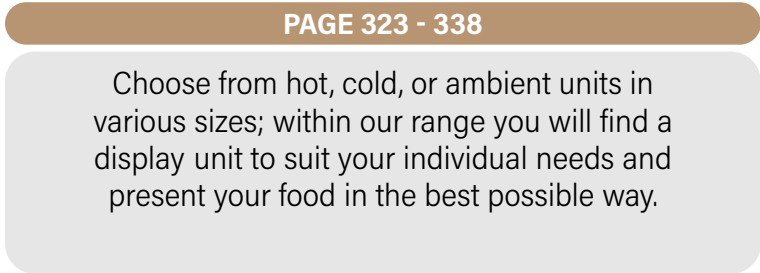 PAGE 323 - 338
Choose from hot, cold, or ambient units in
various sizes; within our range you will find a
display unit to suit your individual needs and
present your food in the best possible way.